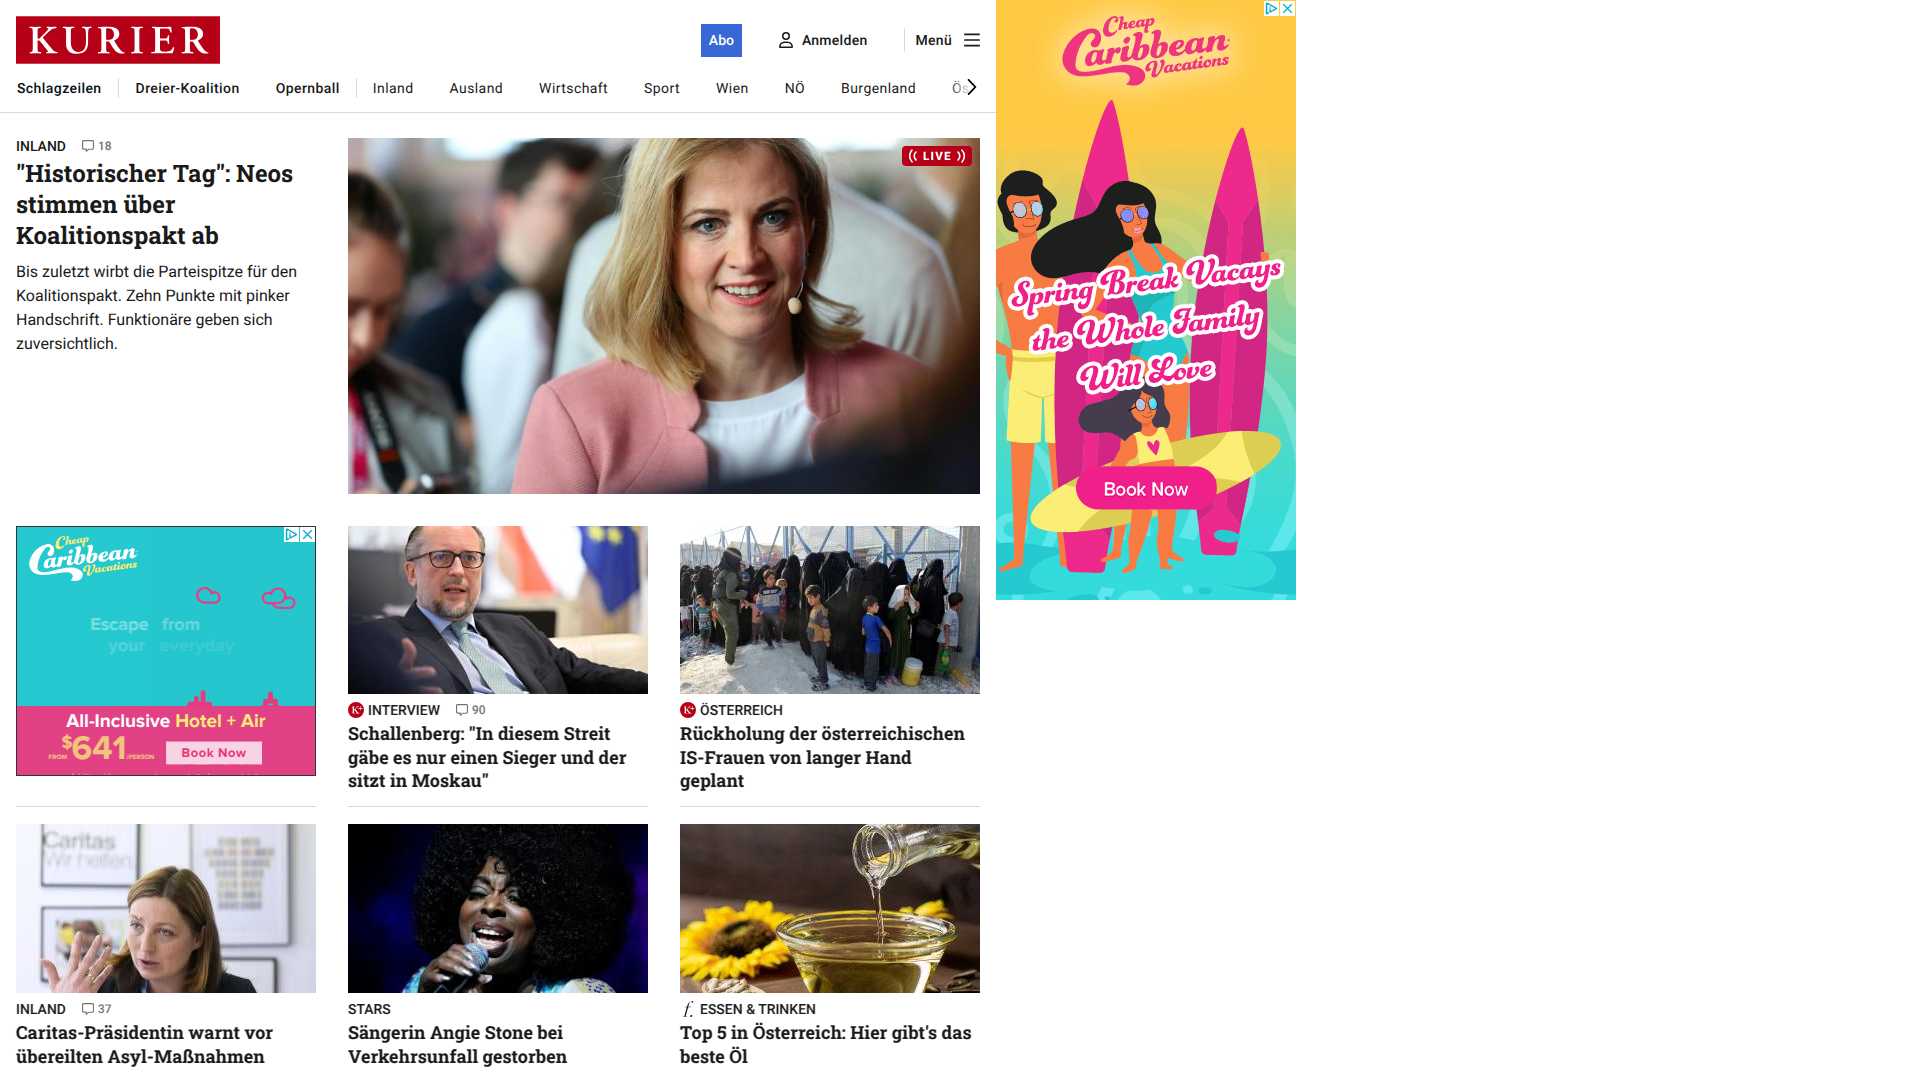 KURIER
Abo
Anmelden
Menü
Schlagzeilen
Dreier-Koalition
Opernball
Inland
Ausland
Wirtschaft
Sport
Wien
NÖ
Burgenland
INLAND 18
"Historischer Tag": Neos
stimmen über
Koalitionspakt ab
Bis zuletzt wirbt die Parteispitze für den
Koalitionspakt. Zehn Punkte mit pinker
Handschrift. Funktionäre geben sich
zuversichtlich.
LIVE
Cheap
Caribbean
Vacations
Spring Break Vacays
the Whole Family
Will Love
Book Now
Cheap
Caribbean
Vacations
Escape from
your everyday
All-Inclusive Hotel + Air
FROM $641 /PERSON
Book Now
K+ INTERVIEW 90
Schallenberg: "In diesem Streit
gäbe es nur einen Sieger und der
sitzt in Moskau"
K+ ÖSTERREICH
Rückholung der österreichischen
IS-Frauen von langer Hand
geplant
Caritas
Wir helfen
INLAND 37
Caritas-Präsidentin warnt vor
übereilten Asyl-Maßnahmen
STARS
Sängerin Angie Stone bei
Verkehrsunfall gestorben
f. ESSEN & TRINKEN
Top 5 in Österreich: Hier gibt's das
beste Öl